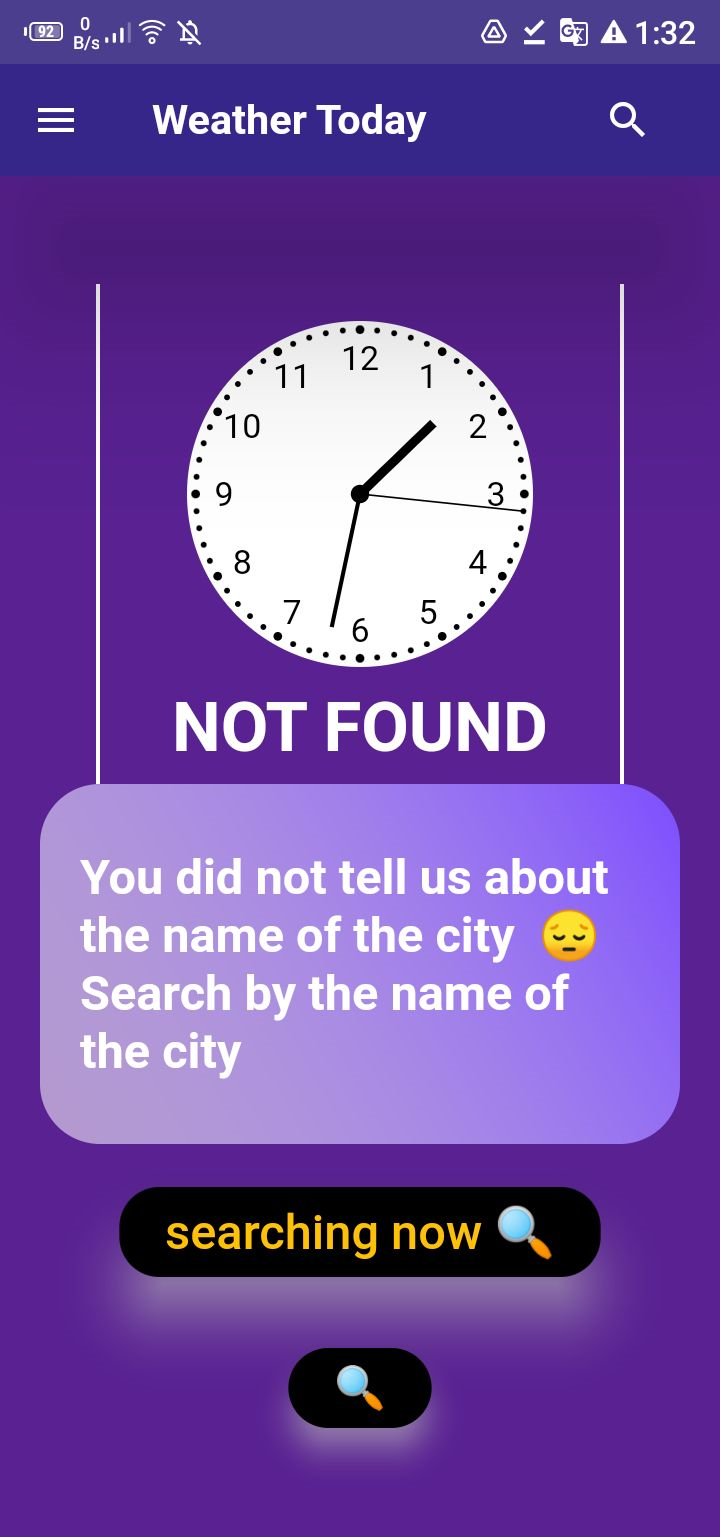 92
0
B/s
1:32
Weather Today
12
11
1
10
2
9
3
8
4
7
5
6
NOT FOUND
You did not tell us about
the name of the city 😔
Search by the name of
the city
searching now 🔍
🔍